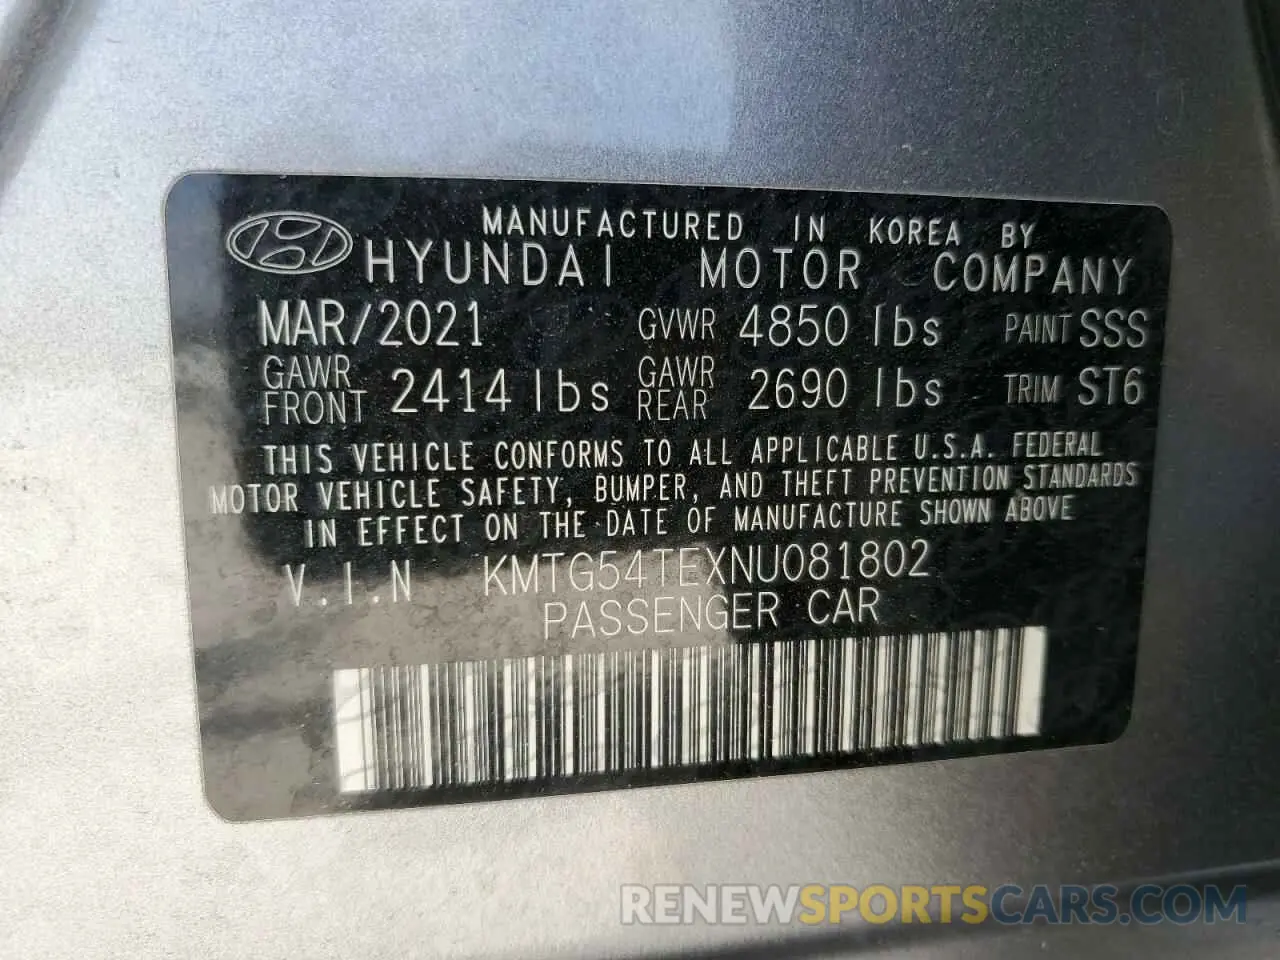 MANUFACTURED IN KOREA BY
HYUNDAI MOTOR COMPANY
MAR/2021 GVWR 4850 lbs PAINT SSS
GAWR FRONT 2414 lbs GAWR REAR 2690 lbs TRIM ST6
THIS VEHICLE CONFORMS TO ALL APPLICABLE U.S.A. FEDERAL
MOTOR VEHICLE SAFETY, BUMPER, AND THEFT PREVENTION STANDARDS
IN EFFECT ON THE DATE OF MANUFACTURE SHOWN ABOVE
V.I.N KMTG54TEXNU081802
PASSENGER CAR
RENEWSPORTSCARS.COM